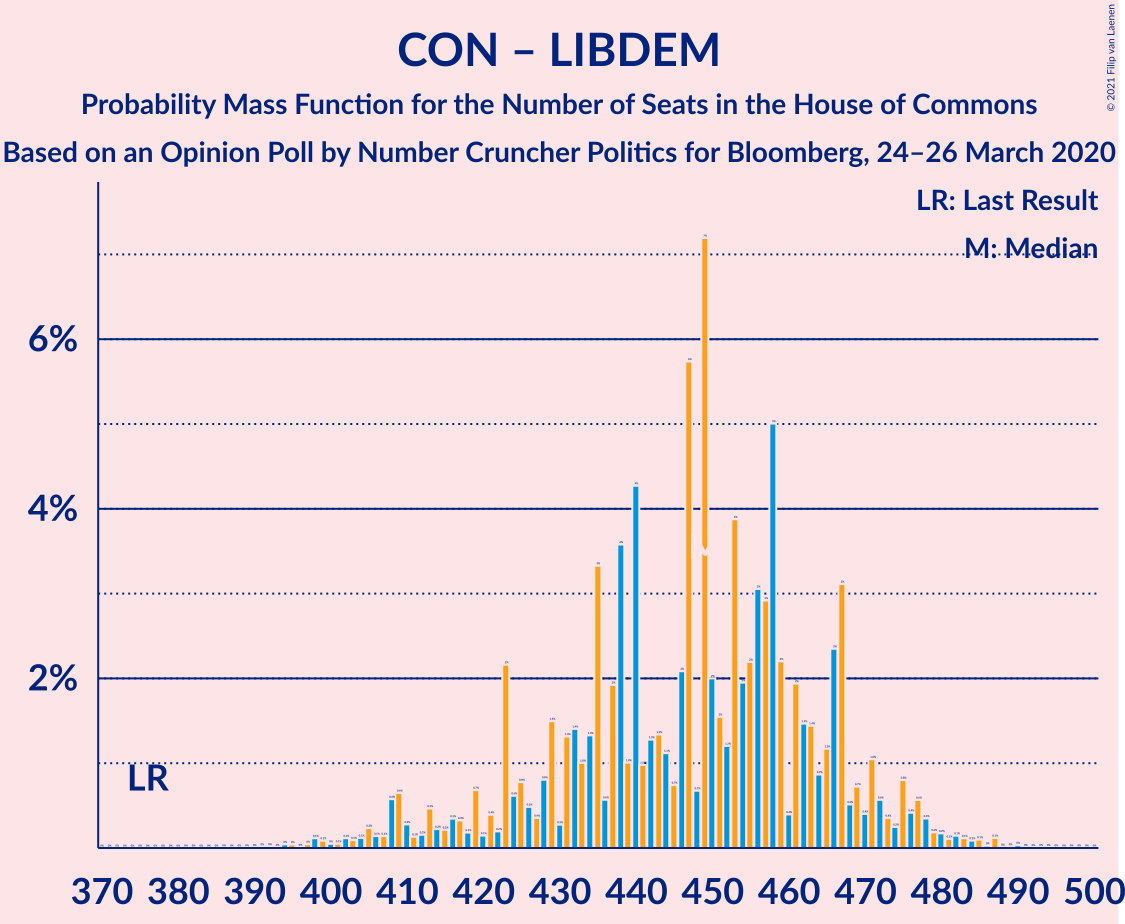 CON – LIBDEM
Probability Mass Function for the Number of Seats in the House of Commons
Based on an Opinion Poll by Number Cruncher Politics for Bloomberg, 24–26 March 2020
© 2021 Filip van Laenen
LR: Last Result
M: Median
6%
4%
2%
LR
370 380 390 400 410 420 430 440 450 460 470 480 490 500